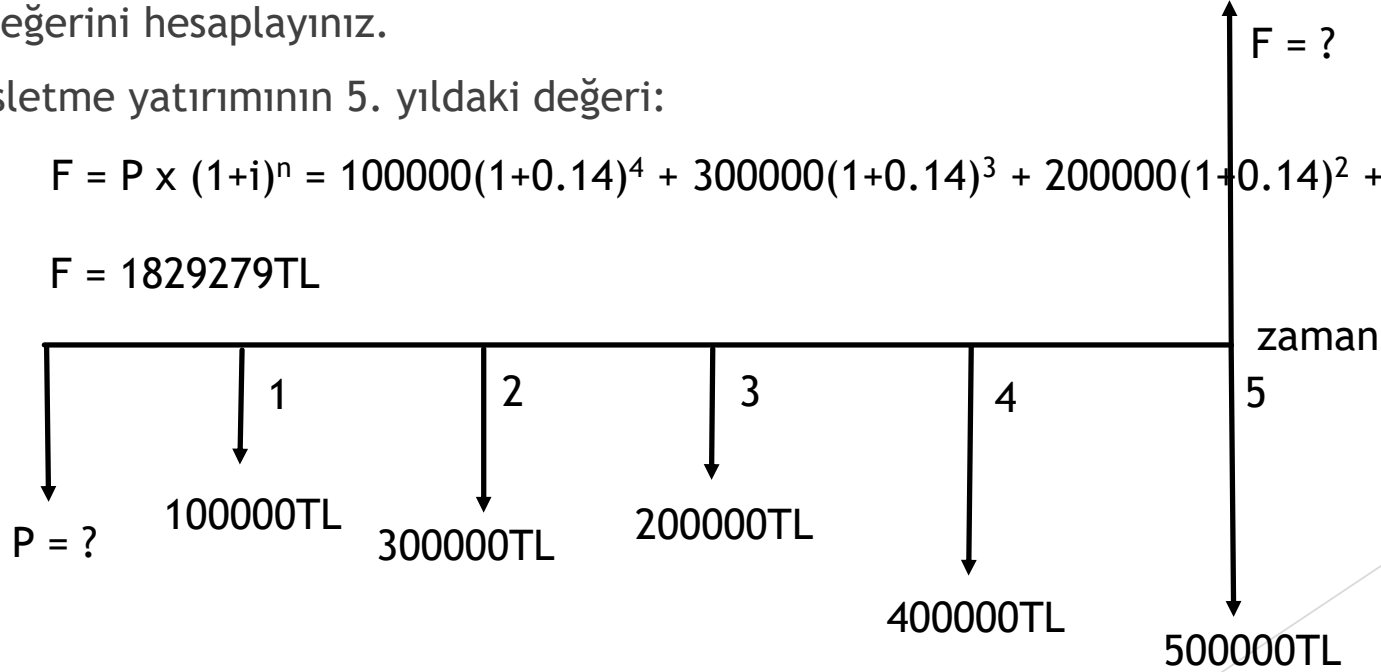 eğerini hesaplayınız.
F = ?
şletme yatırımının 5. yıldaki değeri:
F = P x (1+i)ⁿ = 100000(1+0.14)⁴ + 300000(1+0.14)³ + 200000(1+0.14)² +
F = 1829279TL
zaman
1
2
3
4
5
P = ?
100000TL
300000TL
200000TL
400000TL
500000TL